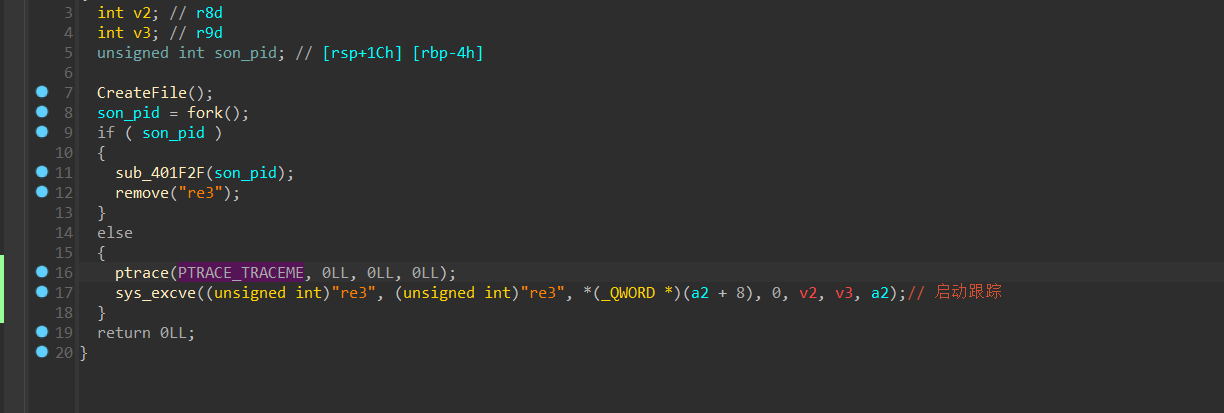 3 int v2; // r8d
4 int v3; // r9d
5 unsigned int son_pid; // [rsp+1Ch] [rbp-4h]
6
7 CreateFile();
8 son_pid = fork();
9 if ( son_pid )
10 {
11 sub_401F2F(son_pid);
12 remove("re3");
13 }
14 else
15 {
16 ptrace(PTRACE_TRACEME, 0LL, 0LL, 0LL);
17 sys_excve((unsigned int)"re3", (unsigned int)"re3", *(_QWORD *)(a2 + 8), 0, v2, v3, a2);// 启动跟踪
18 }
19 return 0LL;
20 }